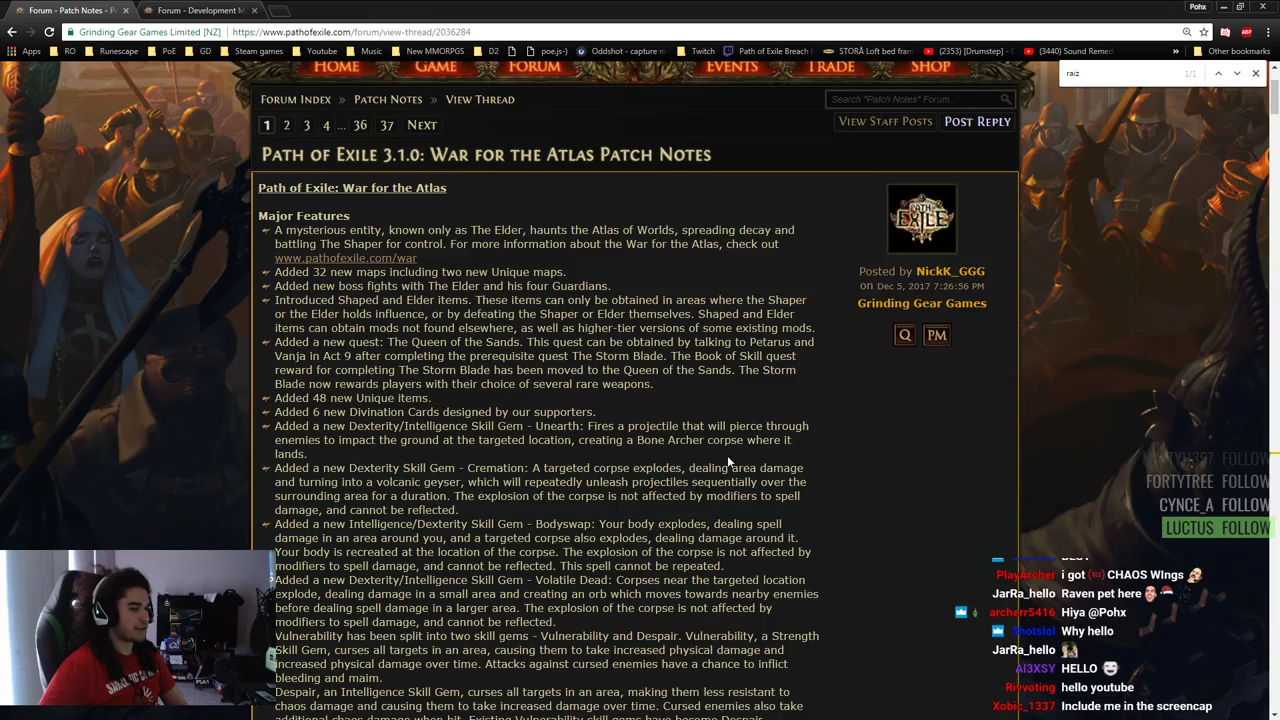 Forum - Patch Notes - P
Forum - Development M
Pohx
Grinding Gear Games Limited [NZ]
https://www.pathofexile.com/forum/view-thread/2036284
Apps
RO
Runescape
PoE
GD
Steam games
Youtube
Music
New MMORPGS
D2
poe.js-)
Oddshot - capture m
Twitch
Path of Exile Breach
STORÅ Loft bed fram
(2353) [Drumstep] - (
(3440) Sound Remed
»
Other bookmarks
raiz
1/1
Home
Game
Forum
Events
Trade
Shop
Forum Index » Patch Notes » View Thread
Search "Patch Notes" Forum...
1 2 3 4 ... 36 37 Next
View Staff Posts
Post Reply
Path of Exile 3.1.0: War for the Atlas Patch Notes
Path of Exile: War for the Atlas
Major Features
A mysterious entity, known only as The Elder, haunts the Atlas of Worlds, spreading decay and
battling The Shaper for control. For more information about the War for the Atlas, check out
www.pathofexile.com/war
Added 32 new maps including two new Unique maps.
Added new boss fights with The Elder and his four Guardians.
Introduced Shaped and Elder items. These items can only be obtained in areas where the Shaper
or the Elder holds influence, or by defeating the Shaper or Elder themselves. Shaped and Elder
items can obtain mods not found elsewhere, as well as higher-tier versions of some existing mods.
Added a new quest: The Queen of the Sands. This quest can be obtained by talking to Petarus and
Vanja in Act 9 after completing the prerequisite quest The Storm Blade. The Book of Skill quest
reward for completing The Storm Blade has been moved to the Queen of the Sands. The Storm
Blade now rewards players with their choice of several rare weapons.
Added 48 new Unique items.
Added 6 new Divination Cards designed by our supporters.
Added a new Dexterity/Intelligence Skill Gem - Unearth: Fires a projectile that will pierce through
enemies to impact the ground at the targeted location, creating a Bone Archer corpse where it
lands.
Added a new Dexterity Skill Gem - Cremation: A targeted corpse explodes, dealing area damage
and turning into a volcanic geyser, which will repeatedly unleash projectiles sequentially over the
surrounding area for a duration. The explosion of the corpse is not affected by modifiers to spell
damage, and cannot be reflected.
Added a new Intelligence/Dexterity Skill Gem - Bodyswap: Your body explodes, dealing spell
damage in an area around you, and a targeted corpse also explodes, dealing damage around it.
Your body is recreated at the location of the corpse. The explosion of the corpse is not affected by
modifiers to spell damage, and cannot be reflected. This spell cannot be repeated.
Added a new Dexterity/Intelligence Skill Gem - Volatile Dead: Corpses near the targeted location
explode, dealing damage in a small area and creating an orb which moves towards nearby enemies
before dealing spell damage in a larger area. The explosion of the corpse is not affected by
modifiers to spell damage, and cannot be reflected.
Vulnerability has been split into two skill gems - Vulnerability and Despair. Vulnerability, a Strength
Skill Gem, curses all targets in an area, causing them to take increased physical damage and
increased physical damage over time. Attacks against cursed enemies have a chance to inflict
bleeding and maim.
Despair, an Intelligence Skill Gem, curses all targets in an area, making them less resistant to
chaos damage and causing them to take increased damage over time. Cursed enemies also take
additional chaos damage when hit. Existing Vulnerability skill gems have become Despair.
PATH OF EXILE
Posted by NickK_GGG
on Dec 5, 2017 7:26:56 PM
Grinding Gear Games
Q
PM
FOLLOW
FORTYTREE FOLLOW
CYNCE_A FOLLOW
LUCTUS FOLLOW
PlayArcher i got CHAOS WIngs
JarRa_hello Raven pet here
archerr5416 Hiya @Pohx
Shotsiol Why hello
JarRa_hello
Al3XSY HELLO
Riyvoting hello youtube
Xobic_1337 Include me in the screencap